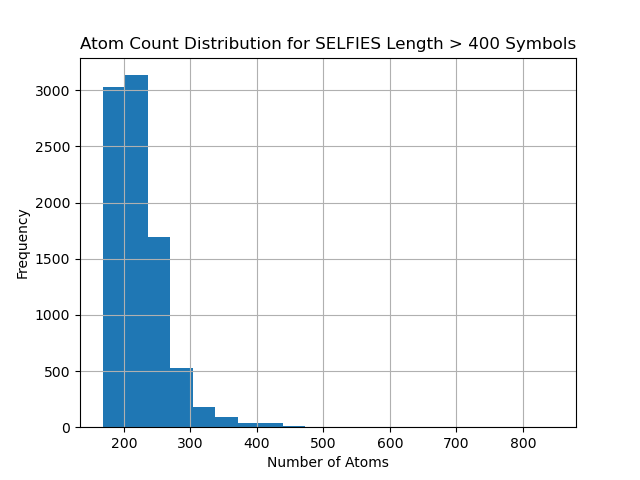 Atom Count Distribution for SELFIES Length > 400 Symbols
3000
2500
2000
1500
1000
500
0
Frequency
200 300 400 500 600 700 800
Number of Atoms